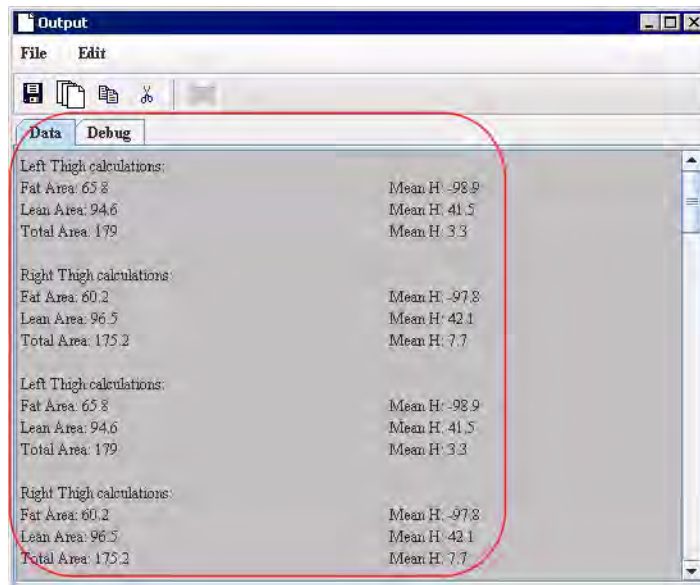 Output
File Edit
Data Debug
Left Thigh calculations:
Fat Area: 65.8 Mean H: -98.9
Lean Area: 94.6 Mean H: 41.5
Total Area: 179 Mean H: 3.3
Right Thigh calculations:
Fat Area: 60.2 Mean H: -97.8
Lean Area: 96.5 Mean H: 42.1
Total Area: 175.2 Mean H: 7.7
Left Thigh calculations:
Fat Area: 65.8 Mean H: -98.9
Lean Area: 94.6 Mean H: 41.5
Total Area: 179 Mean H: 3.3
Right Thigh calculations:
Fat Area: 60.2 Mean H: -97.8
Lean Area: 96.5 Mean H: 42.1
Total Area: 175.2 Mean H: 7.7